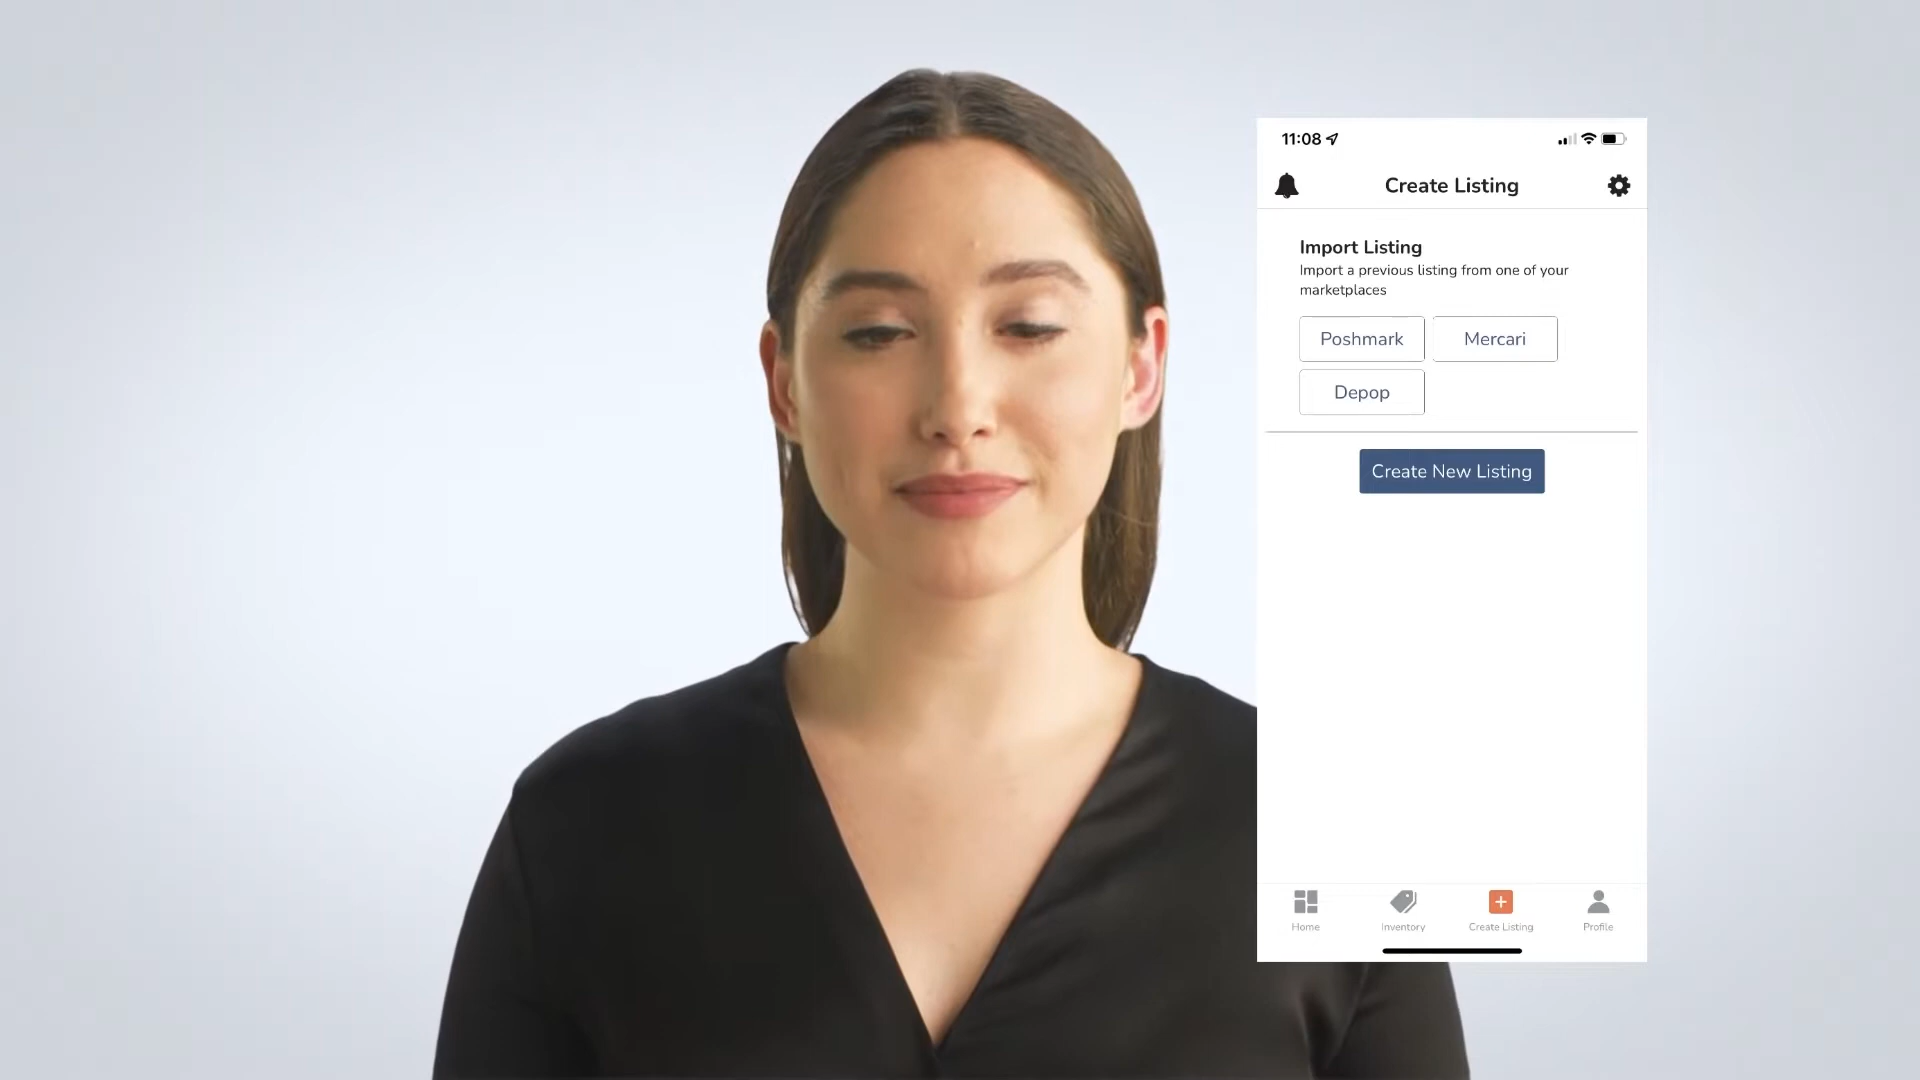 11:08
Create Listing
Import Listing
Import a previous listing from one of your
marketplaces
Poshmark Mercari
Depop
Create New Listing
Home Inventory Create Listing Profile